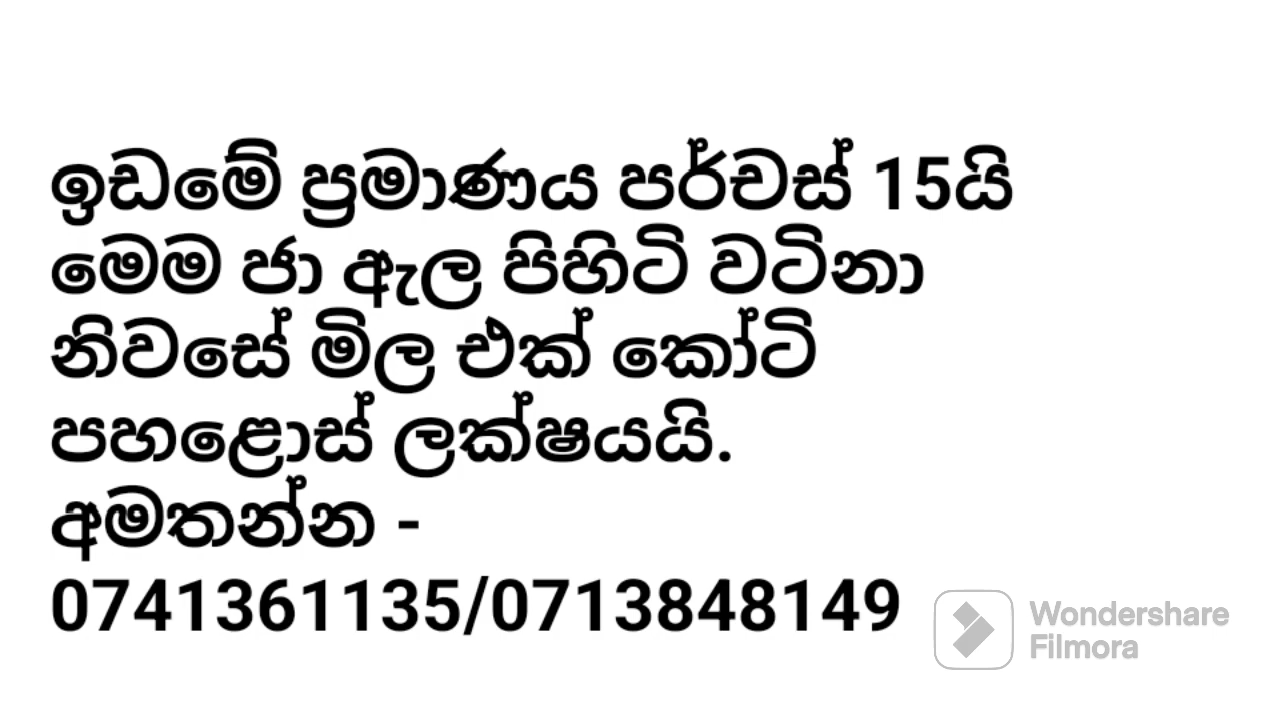 ඉඩමේ ප්‍රමාණය පර්චස් 15යි
මෙම ජා ඇල පිහිටි වටිනා
නිවසේ මිල එක් කෝටි
පහළොස් ලක්ෂයයි.
අමතන්න -
0741361135/0713848149
Wondershare
Filmora